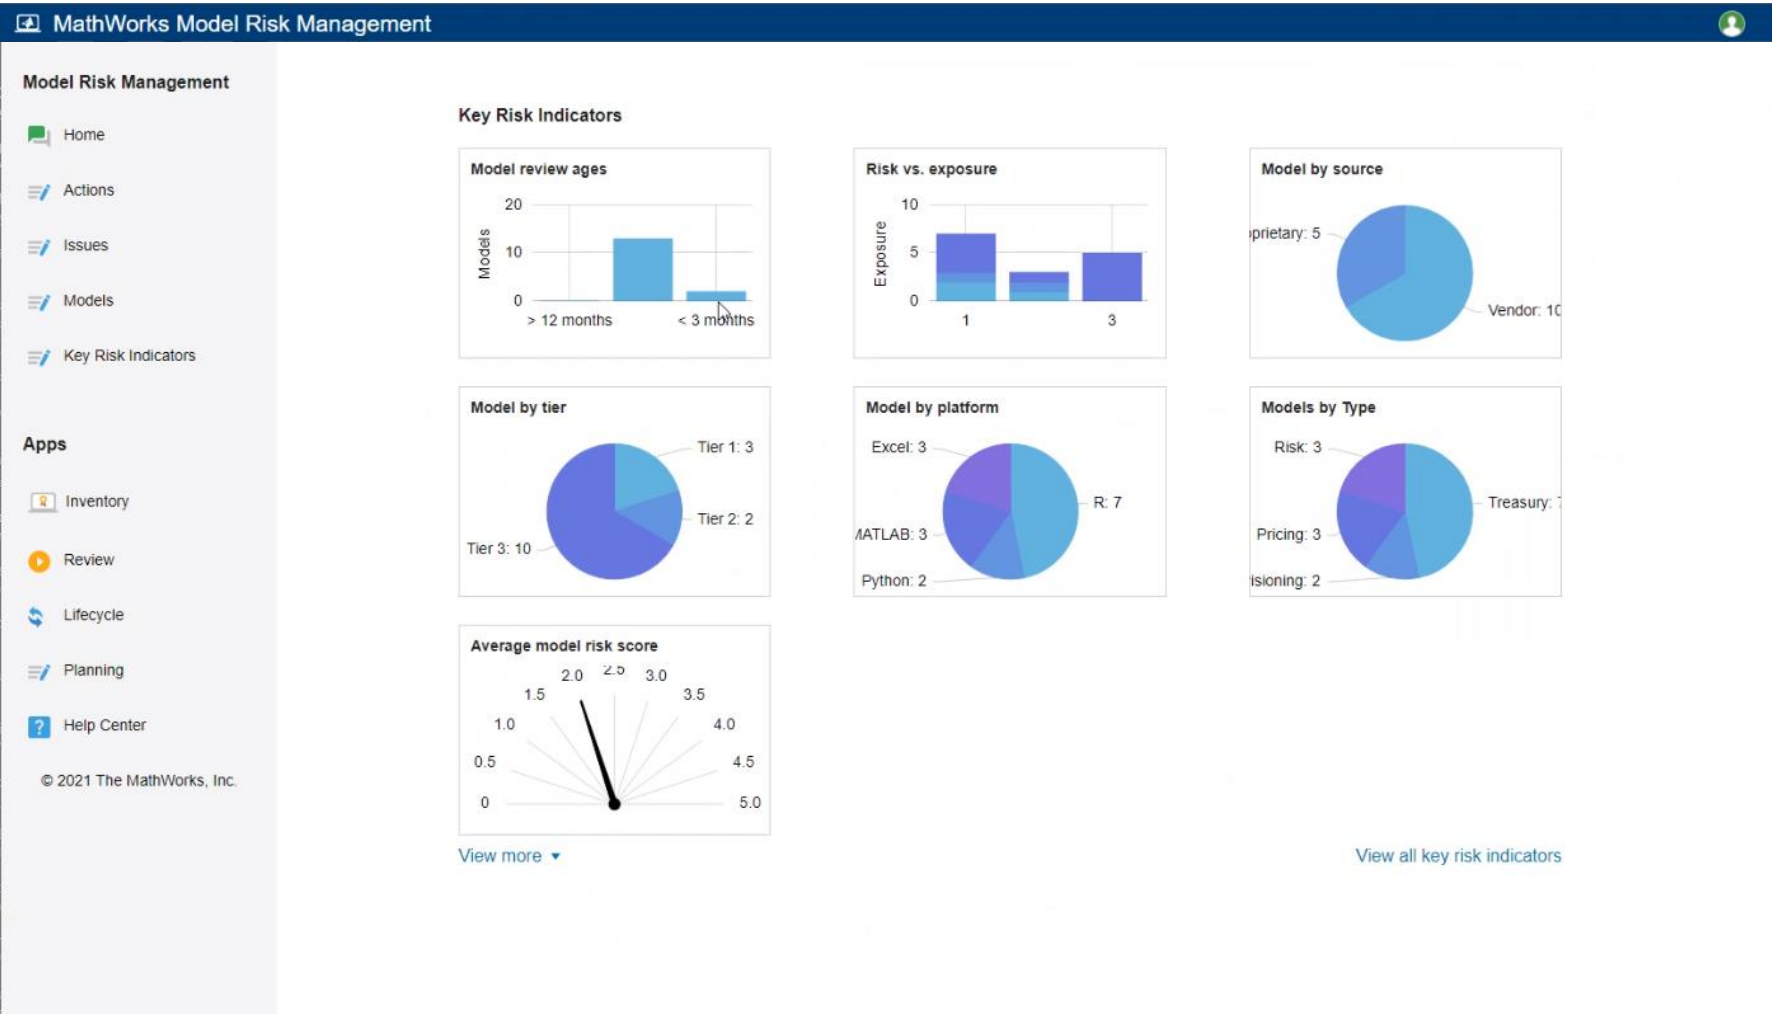 MathWorks Model Risk Management
Model Risk Management
Home
Actions
Issues
Models
Key Risk Indicators
Apps
Inventory
Review
Lifecycle
Planning
Help Center
© 2021 The MathWorks, Inc.
Key Risk Indicators
Model review ages
20
10
0
Models
> 12 months
< 3 months
Risk vs. exposure
10
5
0
Exposure
1
3
Model by source
oprietary: 5
Vendor: 10
Model by tier
Tier 1: 3
Tier 2: 2
Tier 3: 10
Model by platform
Excel: 3
R: 7
MATLAB: 3
Python: 2
Models by Type
Risk: 3
Treasury: 7
Pricing: 3
visioning: 2
Average model risk score
0
0.5
1.0
1.5
2.0
2.5
3.0
3.5
4.0
4.5
5.0
View more
View all key risk indicators